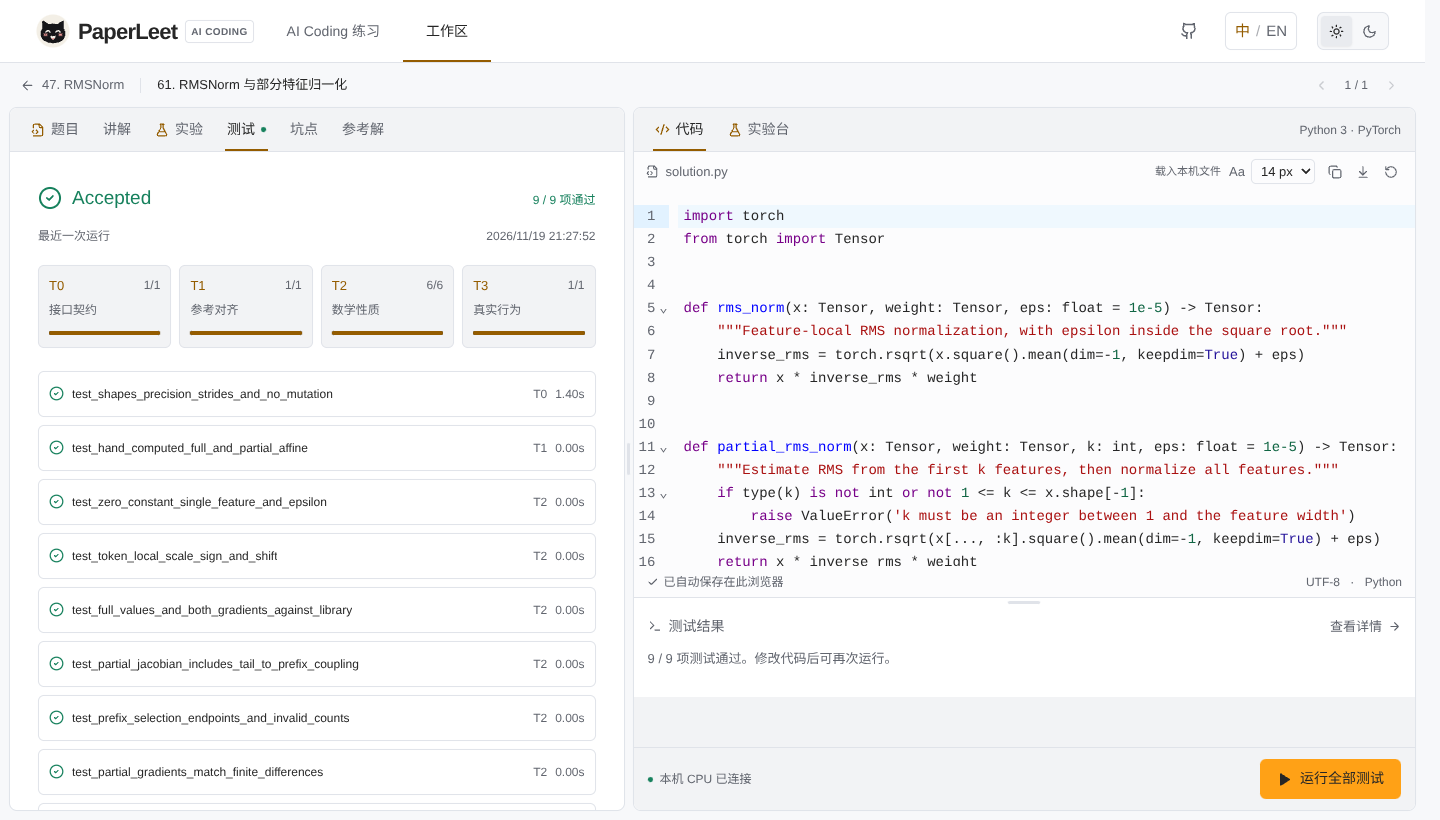 PaperLeet AI CODING AI Coding 练习 工作区 中 / EN
47. RMSNorm 61. RMSNorm 与部分特征归一化 1 / 1
题目 讲解 实验 测试 坑点 参考解
Accepted 9 / 9 项通过
最近一次运行 2026/11/19 21:27:52
T0 1/1 T1 1/1 T2 6/6 T3 1/1
接口契约 参考对齐 数学性质 真实行为
test_shapes_precision_strides_and_no_mutation T0 1.40s
test_hand_computed_full_and_partial_affine T1 0.00s
test_zero_constant_single_feature_and_epsilon T2 0.00s
test_token_local_scale_sign_and_shift T2 0.00s
test_full_values_and_both_gradients_against_library T2 0.00s
test_partial_jacobian_includes_tail_to_prefix_coupling T2 0.00s
test_prefix_selection_endpoints_and_invalid_counts T2 0.00s
test_partial_gradients_match_finite_differences T2 0.00s
代码 实验台 Python 3 · PyTorch
solution.py 载入本机文件 Aa 14 px
1 import torch
2 from torch import Tensor
3
4
5 def rms_norm(x: Tensor, weight: Tensor, eps: float = 1e-5) -> Tensor:
6     """Feature-local RMS normalization, with epsilon inside the square root."""
7     inverse_rms = torch.rsqrt(x.square().mean(dim=-1, keepdim=True) + eps)
8     return x * inverse_rms * weight
9
10
11 def partial_rms_norm(x: Tensor, weight: Tensor, k: int, eps: float = 1e-5) -> Tensor:
12     """Estimate RMS from the first k features, then normalize all features."""
13     if type(k) is not int or not 1 <= k <= x.shape[-1]:
14         raise ValueError('k must be an integer between 1 and the feature width')
15     inverse_rms = torch.rsqrt(x[..., :k].square().mean(dim=-1, keepdim=True) + eps)
16     return x * inverse_rms * weight
已自动保存在此浏览器 UTF-8 · Python
测试结果 查看详情
9 / 9 项测试通过。修改代码后可再次运行。
本机 CPU 已连接 运行全部测试